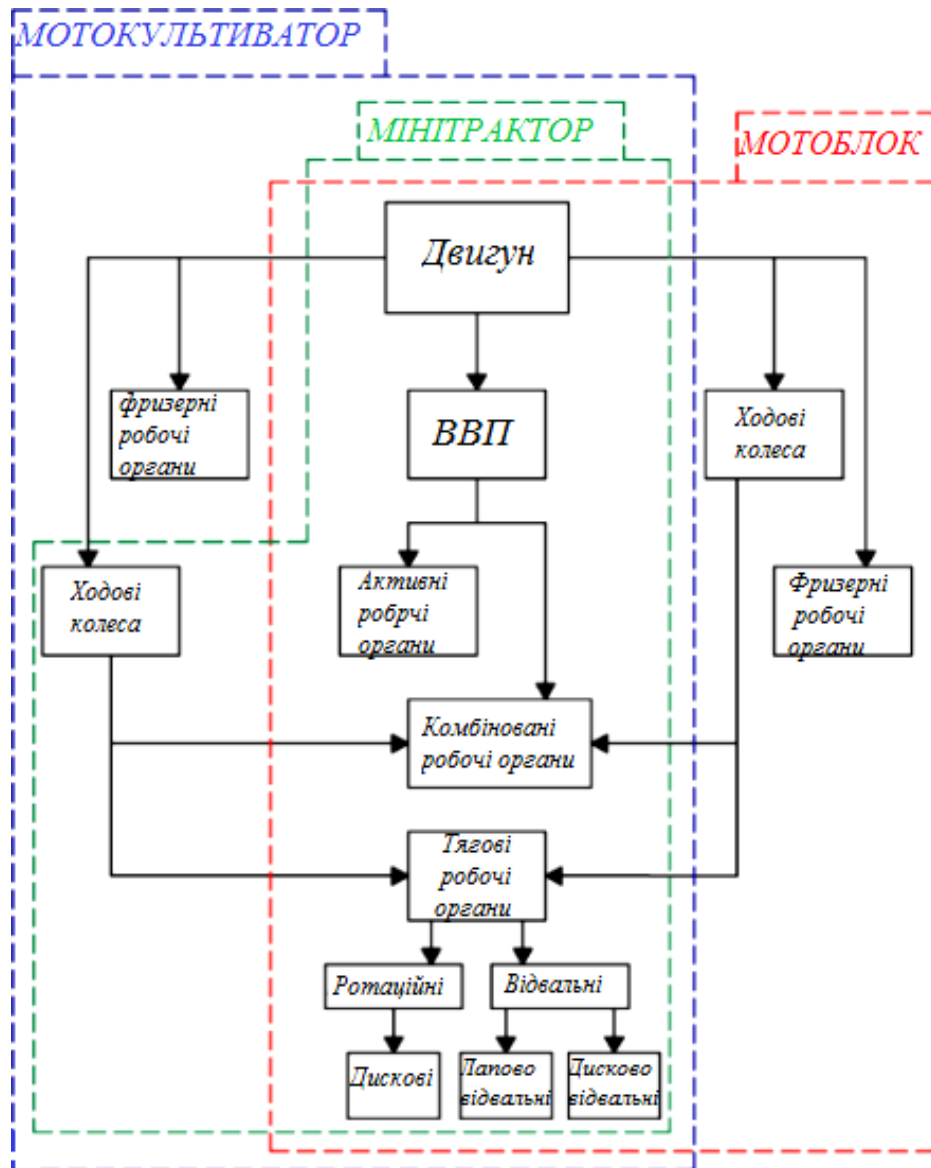 МОТОКУЛЬТИВАТОР
МІНІТРАКТОР
МОТОБЛОК
Двигун
фризерні
робочі
органи
ВВП
Ходові
колеса
Ходові
колеса
Активні
робрчі
органи
Фризерні
робочі
органи
Комбіновані
робочі органи
Тягові
робочі
органи
Ротаційні
Відвальні
Дискові
Лапово
відвальні
Дисково
відвальні